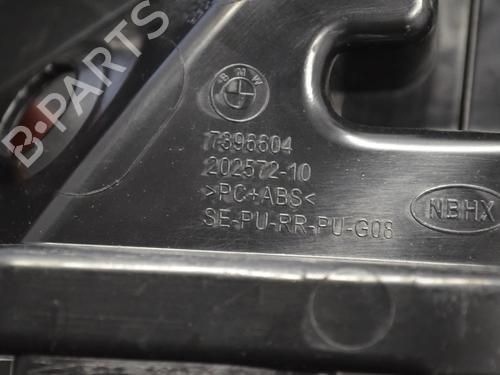 B-PARTS
BMW
7396604
202572-10
>PC+ABS<
SE-PU-RR-PU-G08
NBHX